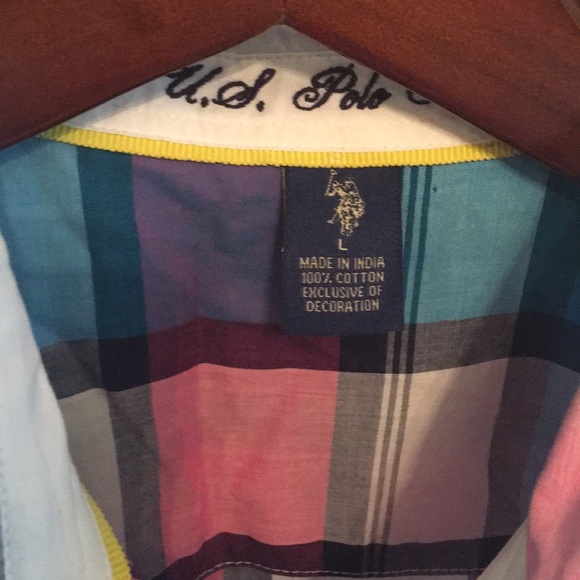 U.S. Polo
L
MADE IN INDIA
100% COTTON
EXCLUSIVE OF
DECORATION